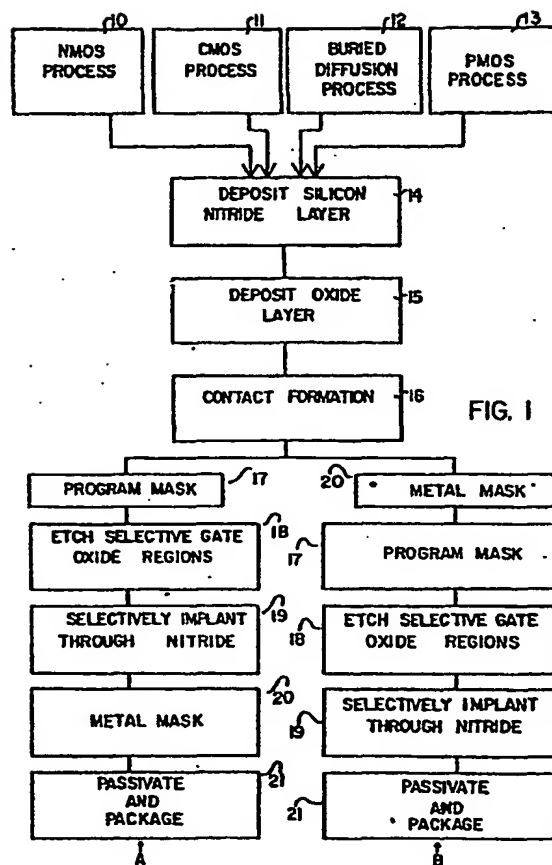 10
11
12
13
NMOS
PROCESS
CMOS
PROCESS
BURIED
DIFFUSION
PROCESS
PMOS
PROCESS
DEPOSIT SILICON
NITRIDE LAYER
14
DEPOSIT OXIDE
LAYER
15
CONTACT FORMATION
16
FIG. 1
PROGRAM MASK
17
ETCH SELECTIVE GATE
OXIDE REGIONS
18
SELECTIVELY IMPLANT
THROUGH NITRIDE
19
METAL MASK
20
PASSIVATE
AND
PACKAGE
21
A
20
METAL MASK
17
PROGRAM MASK
18
ETCH SELECTIVE GATE
OXIDE REGIONS
19
SELECTIVELY IMPLANT
THROUGH NITRIDE
21
PASSIVATE
AND
PACKAGE
B